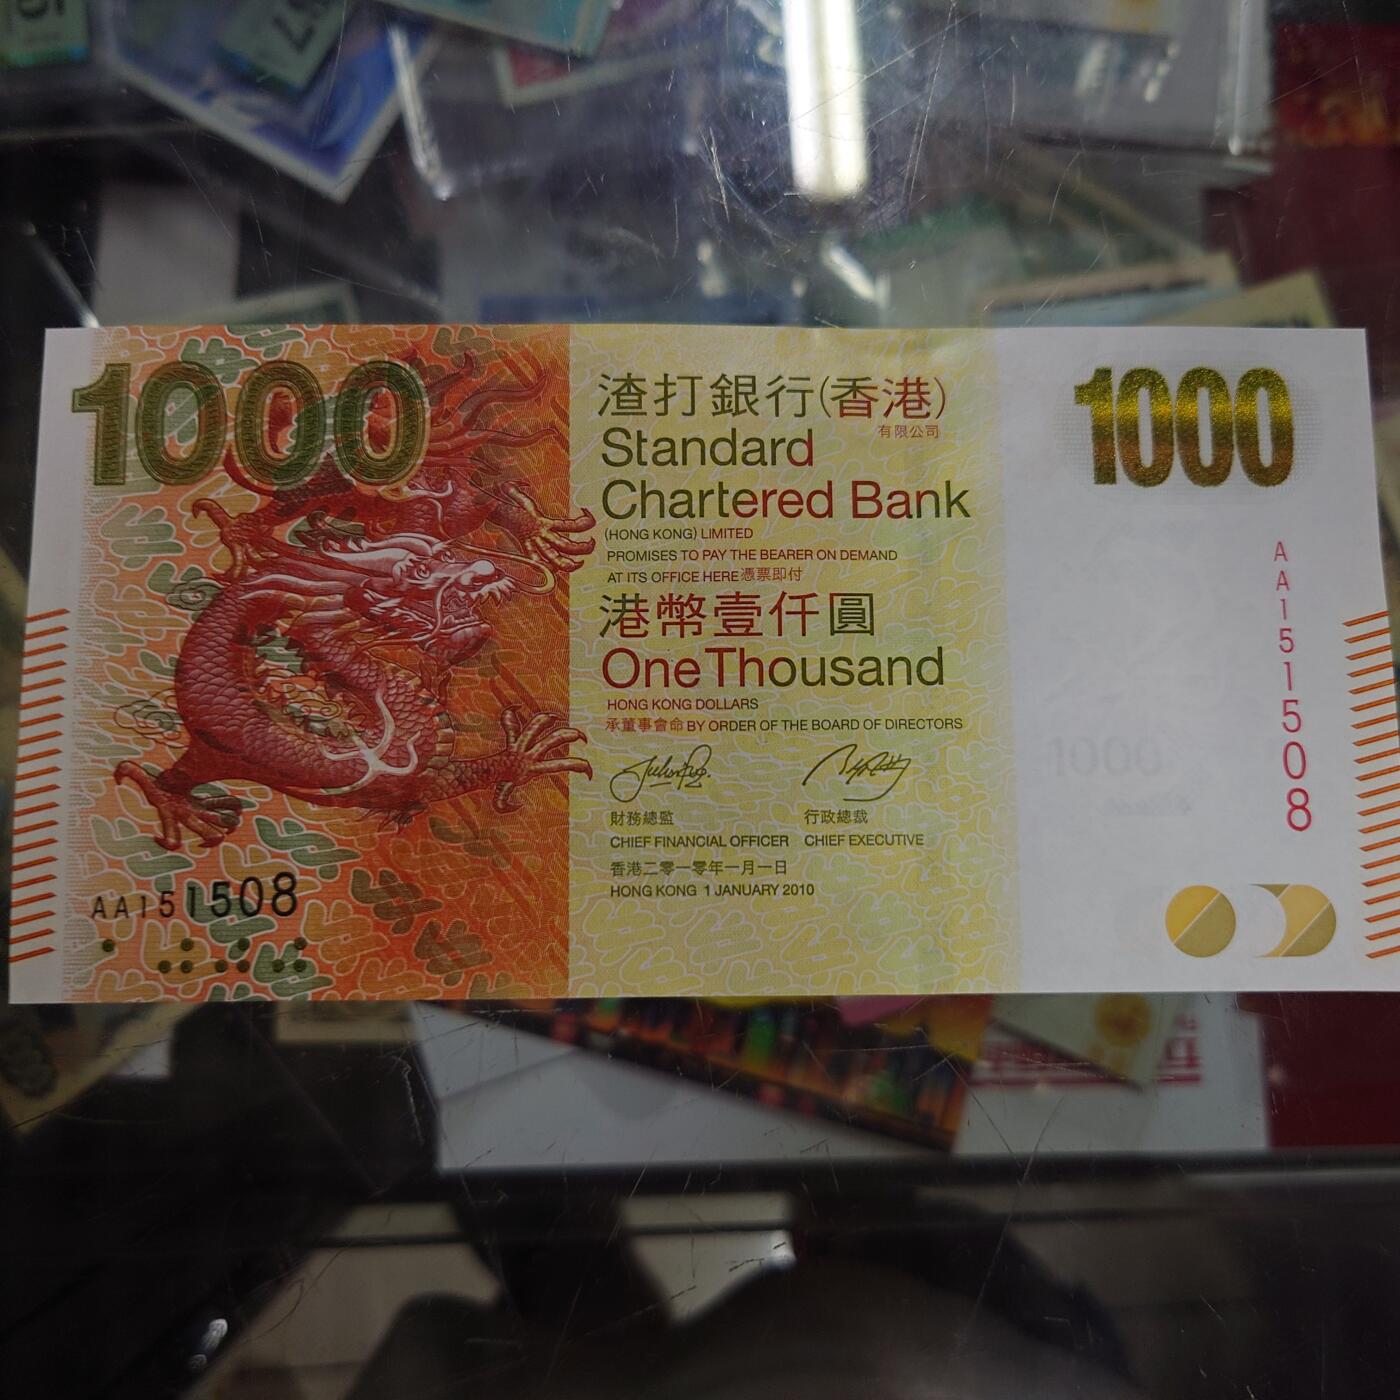 1000
渣打銀行(香港)
有限公司
Standard
Chartered Bank
(HONG KONG) LIMITED
PROMISES TO PAY THE BEARER ON DEMAND
AT ITS OFFICE HERE 憑票即付
港幣壹仟圓
One Thousand
HONG KONG DOLLARS
承董事會命 BY ORDER OF THE BOARD OF DIRECTORS
財務總監 行政總裁
CHIEF FINANCIAL OFFICER CHIEF EXECUTIVE
香港二零一零年一月一日
HONG KONG 1 JANUARY 2010
AA151508
1000
AA151508
1000